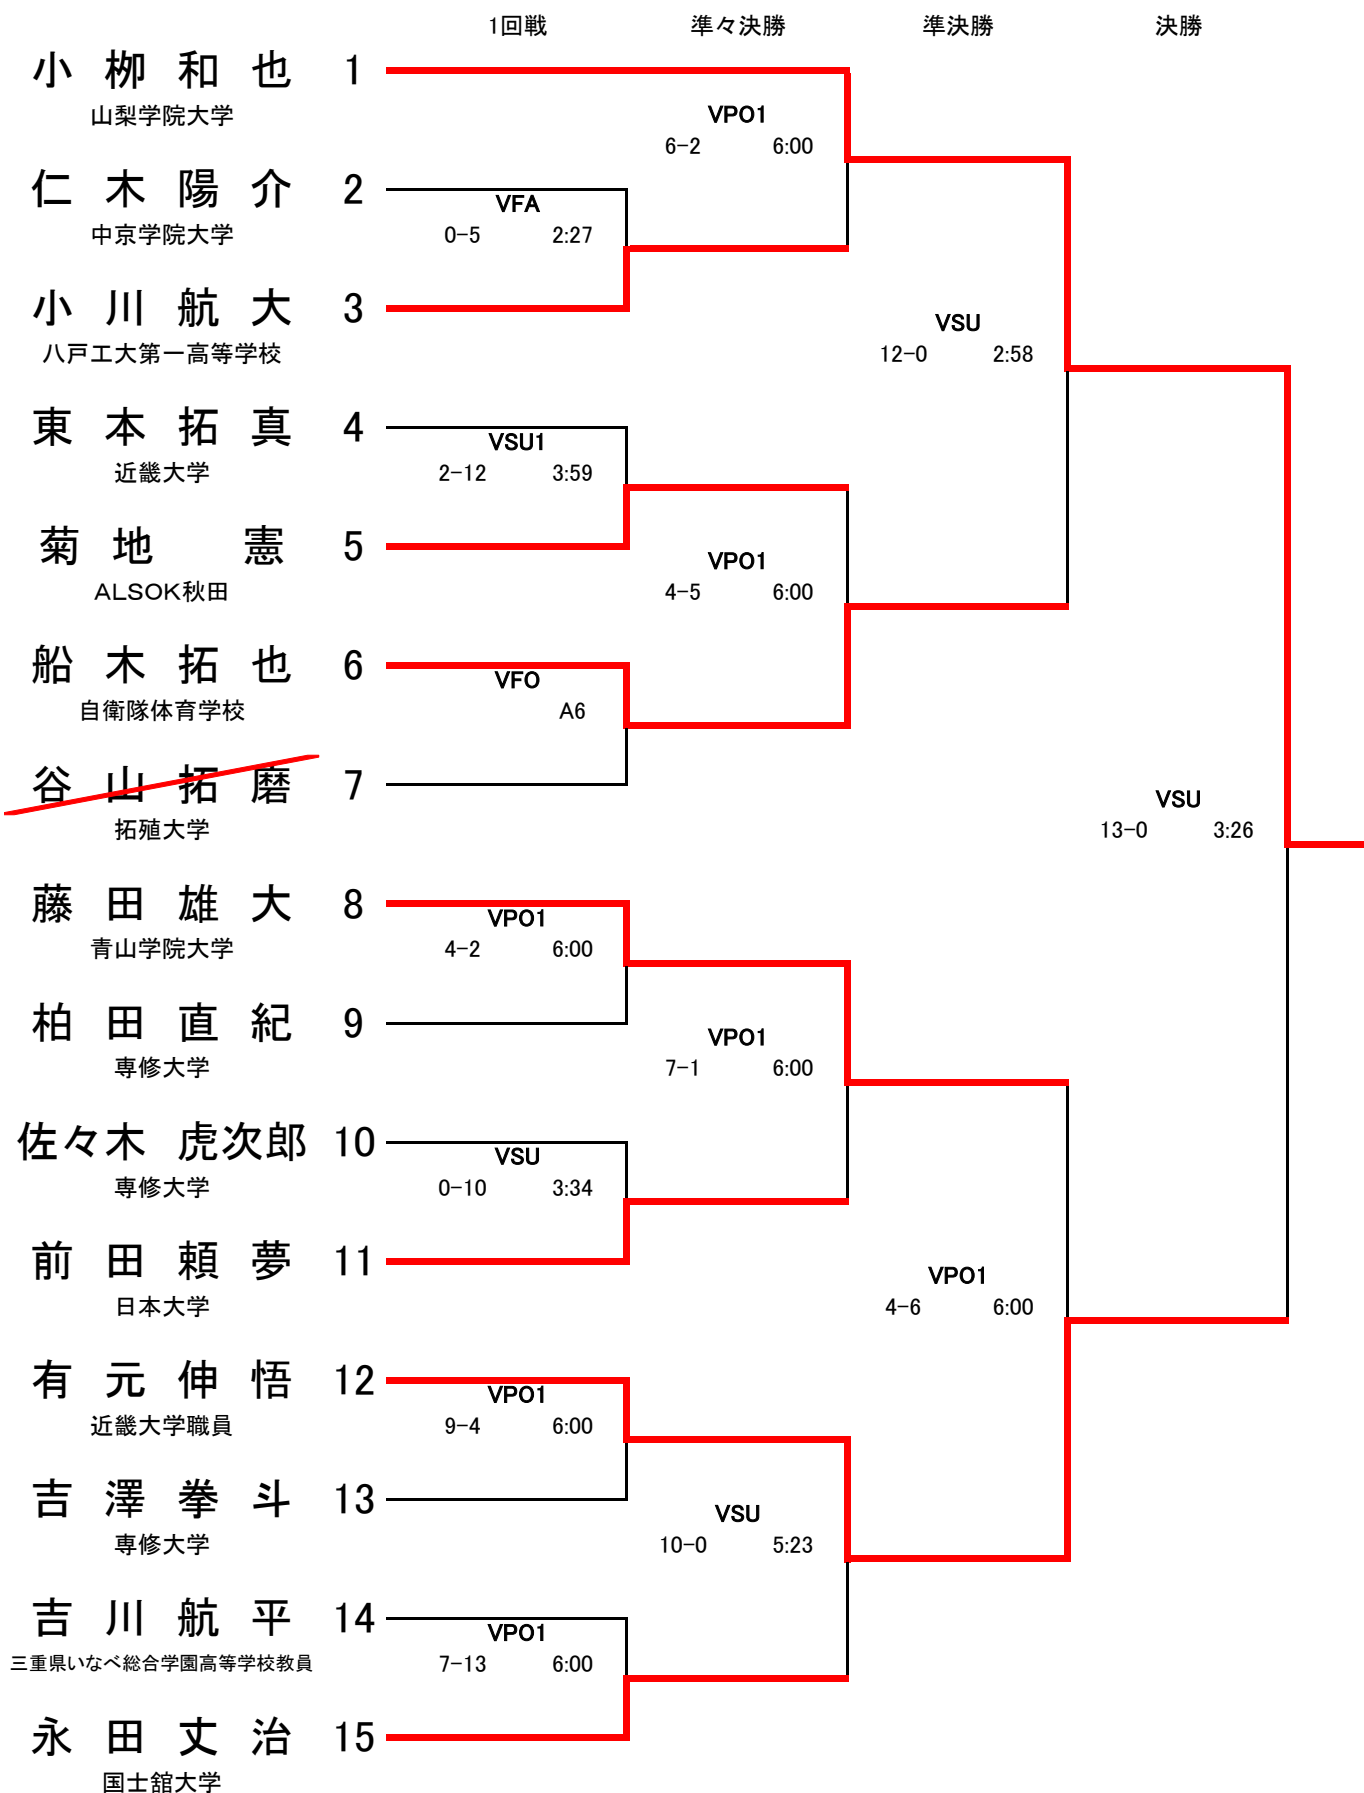 1回戦 準々決勝 準決勝 決勝
小 栁 和 也 1
山梨学院大学
VPO1
6-2 6:00
仁 木 陽 介 2
中京学院大学
VFA
0-5 2:27
小 川 航 大 3
八戸工大第一高等学校
VSU
12-0 2:58
東 本 拓 真 4
近畿大学
VSU1
2-12 3:59
菊 地 憲 5
ALSOK秋田
VPO1
4-5 6:00
船 木 拓 也 6
自衛隊体育学校
VFO
A6
谷 山 拓 磨 7
拓殖大学
VSU
13-0 3:26
藤 田 雄 大 8
青山学院大学
VPO1
4-2 6:00
柏 田 直 紀 9
専修大学
VPO1
7-1 6:00
佐々木 虎次郎 10
専修大学
VSU
0-10 3:34
前 田 頼 夢 11
日本大学
VPO1
4-6 6:00
有 元 伸 悟 12
近畿大学職員
VPO1
9-4 6:00
吉 澤 拳 斗 13
専修大学
VSU
10-0 5:23
吉 川 航 平 14
三重県いなべ総合学園高等学校教員
VPO1
7-13 6:00
永 田 丈 治 15
国士舘大学